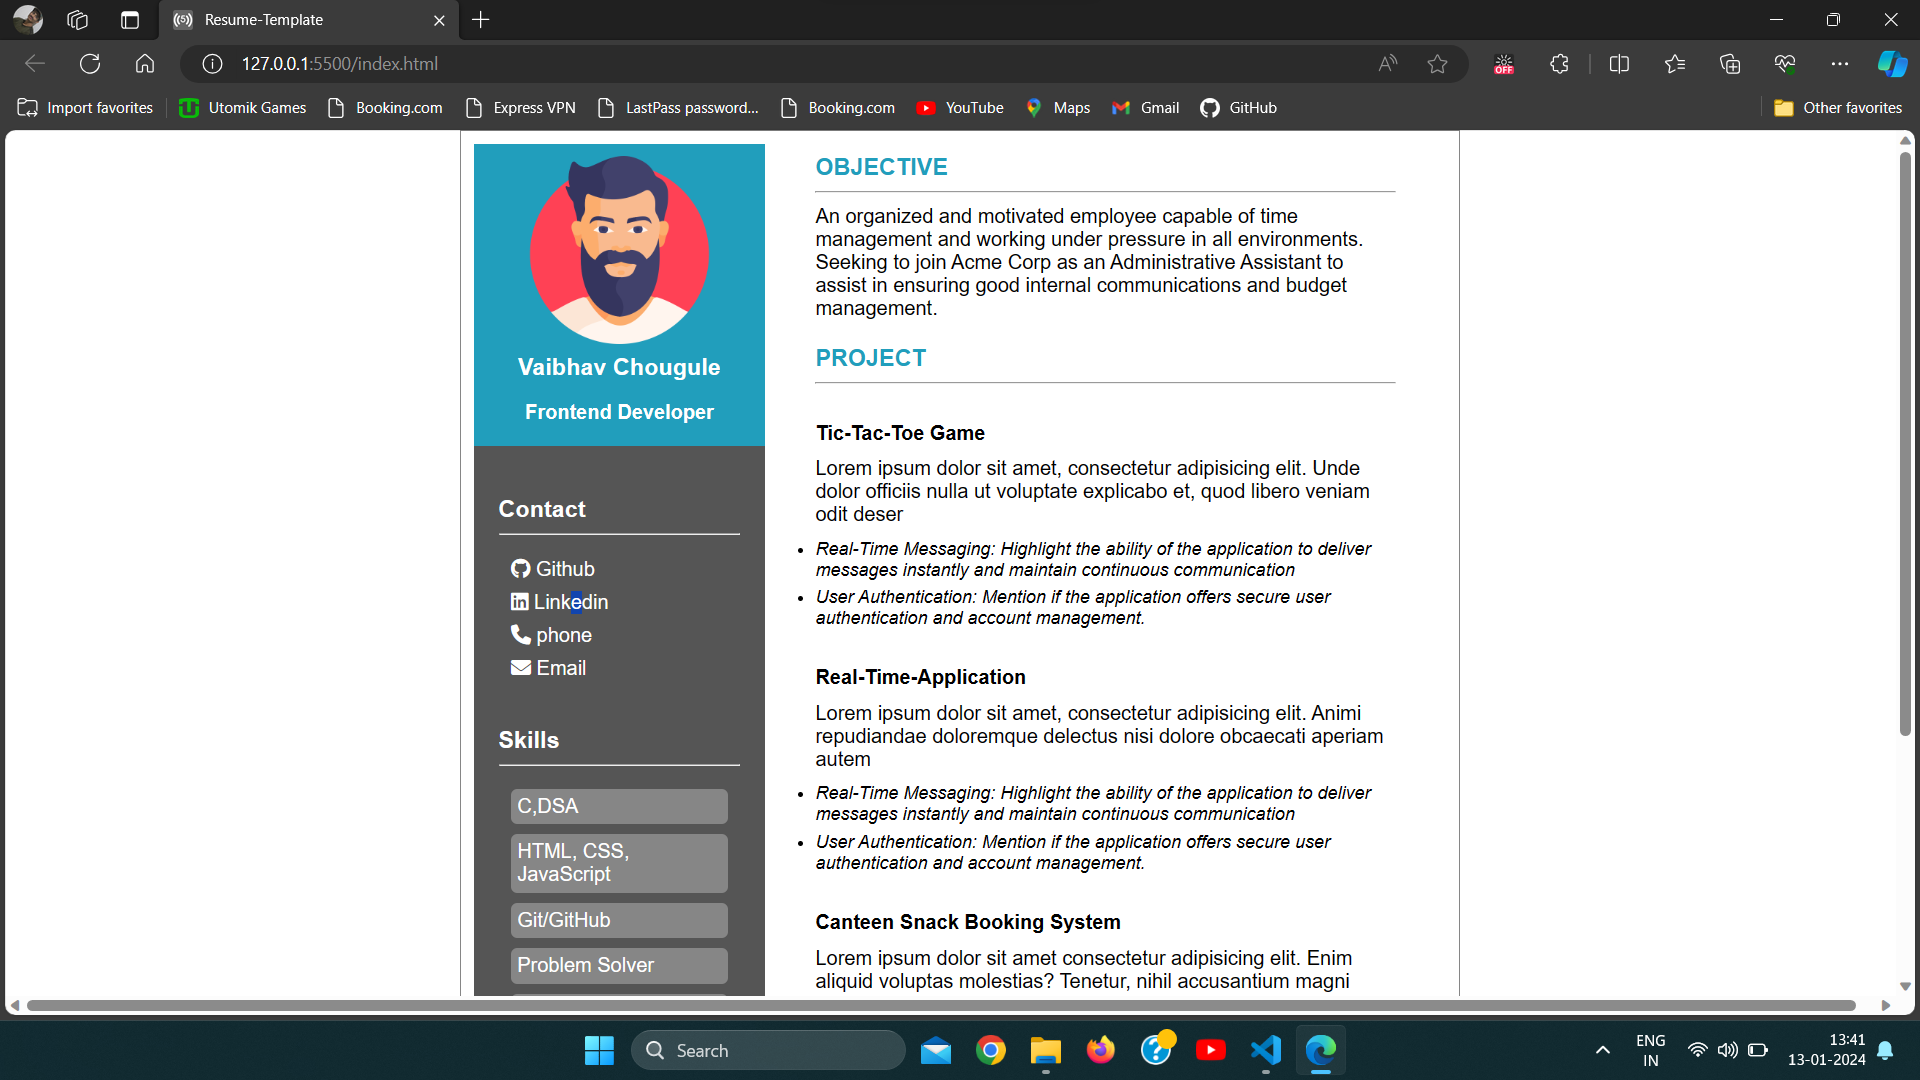 Resume-Template
127.0.0.1:5500/index.html
OFF
Import favorites
Utomik Games
Booking.com
Express VPN
LastPass password...
Booking.com
YouTube
Maps
Gmail
GitHub
Other favorites
Vaibhav Chougule
Frontend Developer
Contact
Github
Linkedin
phone
Email
Skills
C,DSA
HTML, CSS,
JavaScript
Git/GitHub
Problem Solver
OBJECTIVE
An organized and motivated employee capable of time
management and working under pressure in all environments.
Seeking to join Acme Corp as an Administrative Assistant to
assist in ensuring good internal communications and budget
management.
PROJECT
Tic-Tac-Toe Game
Lorem ipsum dolor sit amet, consectetur adipisicing elit. Unde
dolor officiis nulla ut voluptate explicabo et, quod libero veniam
odit deser
• Real-Time Messaging: Highlight the ability of the application to deliver
messages instantly and maintain continuous communication
• User Authentication: Mention if the application offers secure user
authentication and account management.
Real-Time-Application
Lorem ipsum dolor sit amet, consectetur adipisicing elit. Animi
repudiandae doloremque delectus nisi dolore obcaecati aperiam
autem
• Real-Time Messaging: Highlight the ability of the application to deliver
messages instantly and maintain continuous communication
• User Authentication: Mention if the application offers secure user
authentication and account management.
Canteen Snack Booking System
Lorem ipsum dolor sit amet consectetur adipisicing elit. Enim
aliquid voluptas molestias? Tenetur, nihil accusantium magni
Search
ENG
IN
13:41
13-01-2024